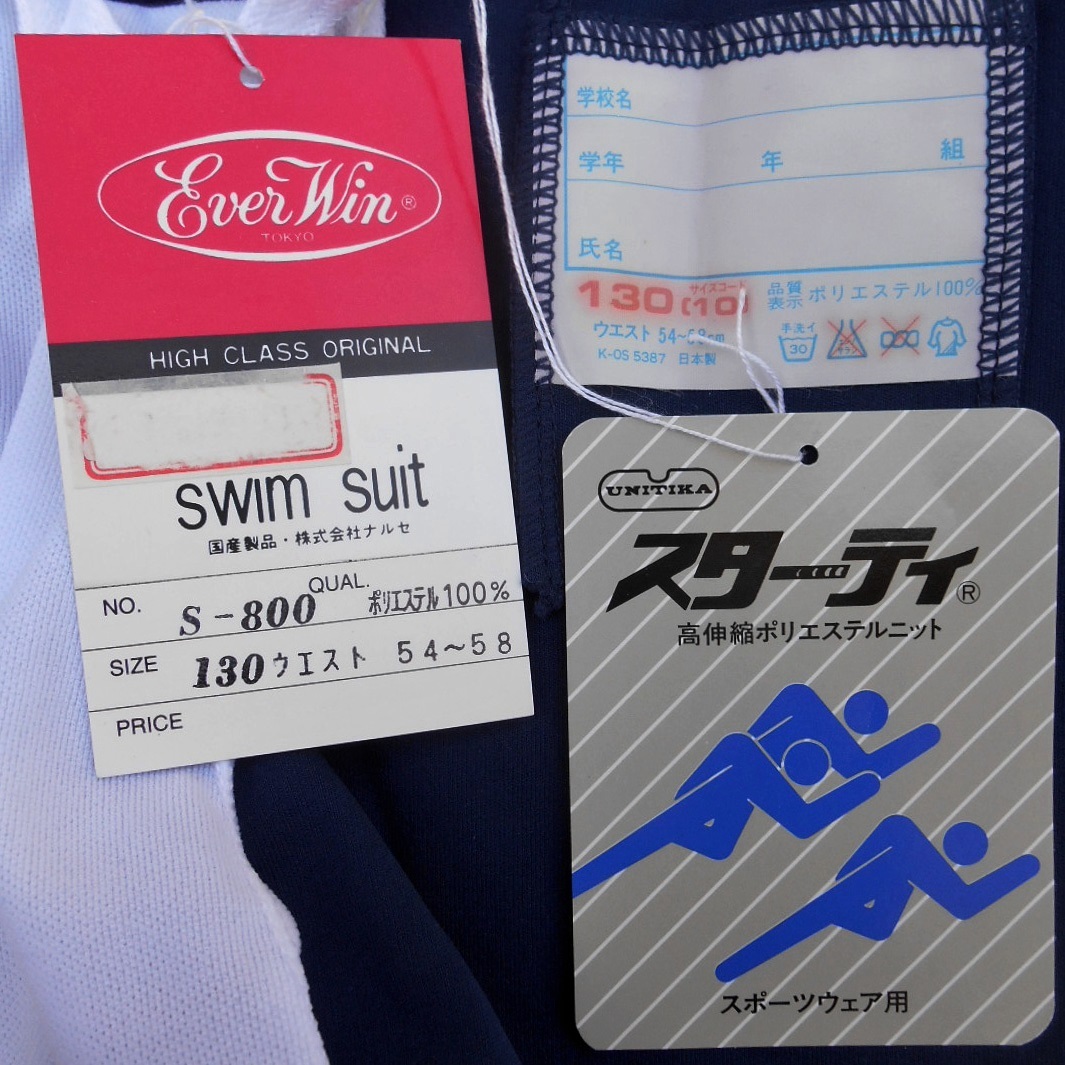 Ever Win®
TOKYO
HIGH CLASS ORIGINAL
swim suit
国産製品・株式会社ナルセ
NO. S-800 QUAL. ポリエステル100%
SIZE 130 ウエスト 54～58
PRICE
学校名
学年 年 組
氏名
サイズコード
130(10)
品質表示 ポリエステル100%
ウエスト 54~58cm
K-OS 5387 日本製
手洗イ
30
UNITIKA
スターティ®
高伸縮ポリエステルニット
スポーツウェア用